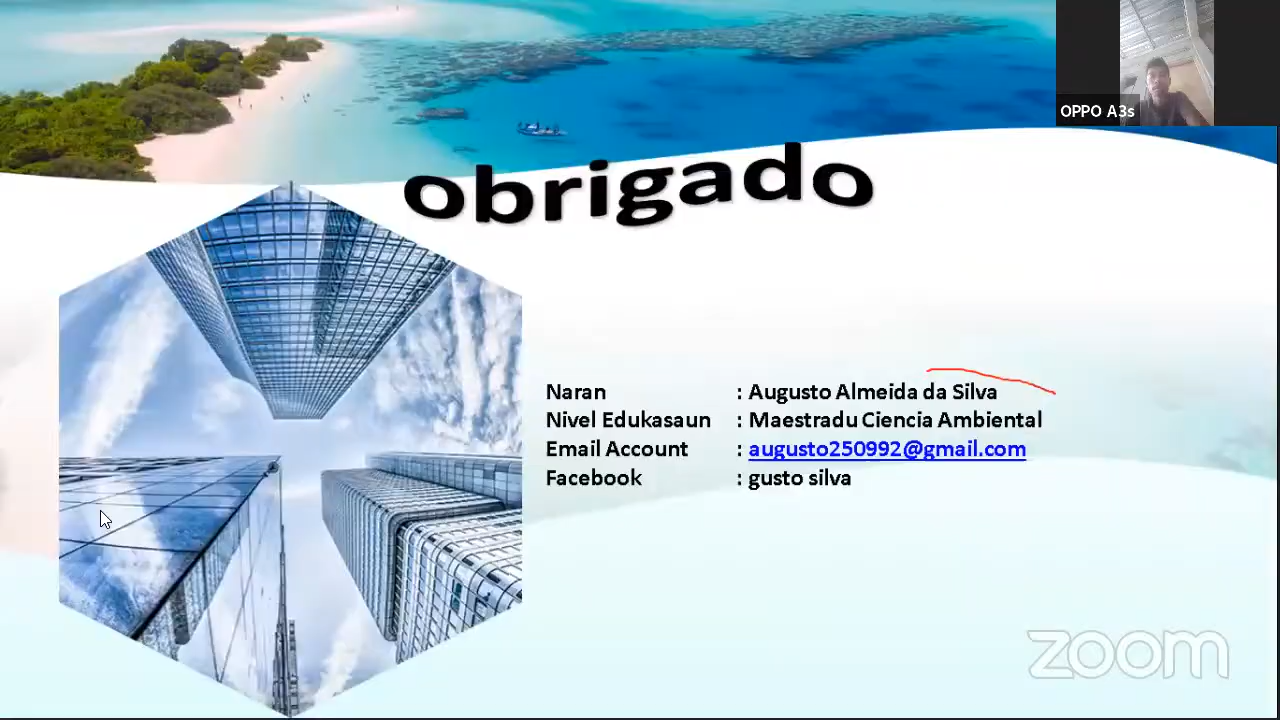 OPPO A3s
obrigado
Naran : Augusto Almeida da Silva
Nivel Edukasaun : Maestradu Ciencia Ambiental
Email Account : augusto250992@gmail.com
Facebook : gusto silva
zoom